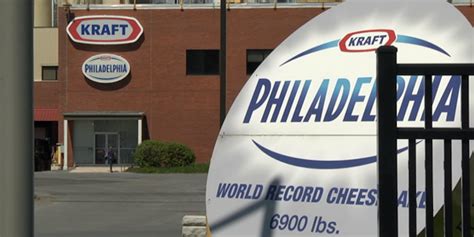 KRAFT
PHILADELPHIA
KRAFT
PHILADELPHIA
WORLD RECORD CHEESECAKE
6900 lbs.